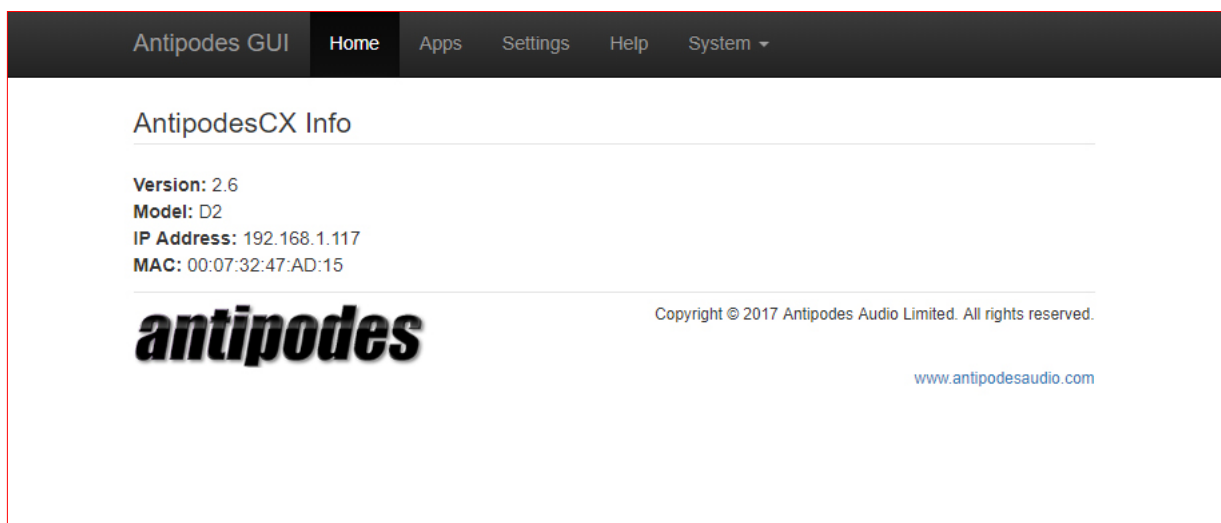 Antipodes GUI Home Apps Settings Help System
AntipodesCX Info
Version: 2.6
Model: D2
IP Address: 192.168.1.117
MAC: 00:07:32:47:AD:15
antipodes
Copyright © 2017 Antipodes Audio Limited. All rights reserved.
www.antipodesaudio.com